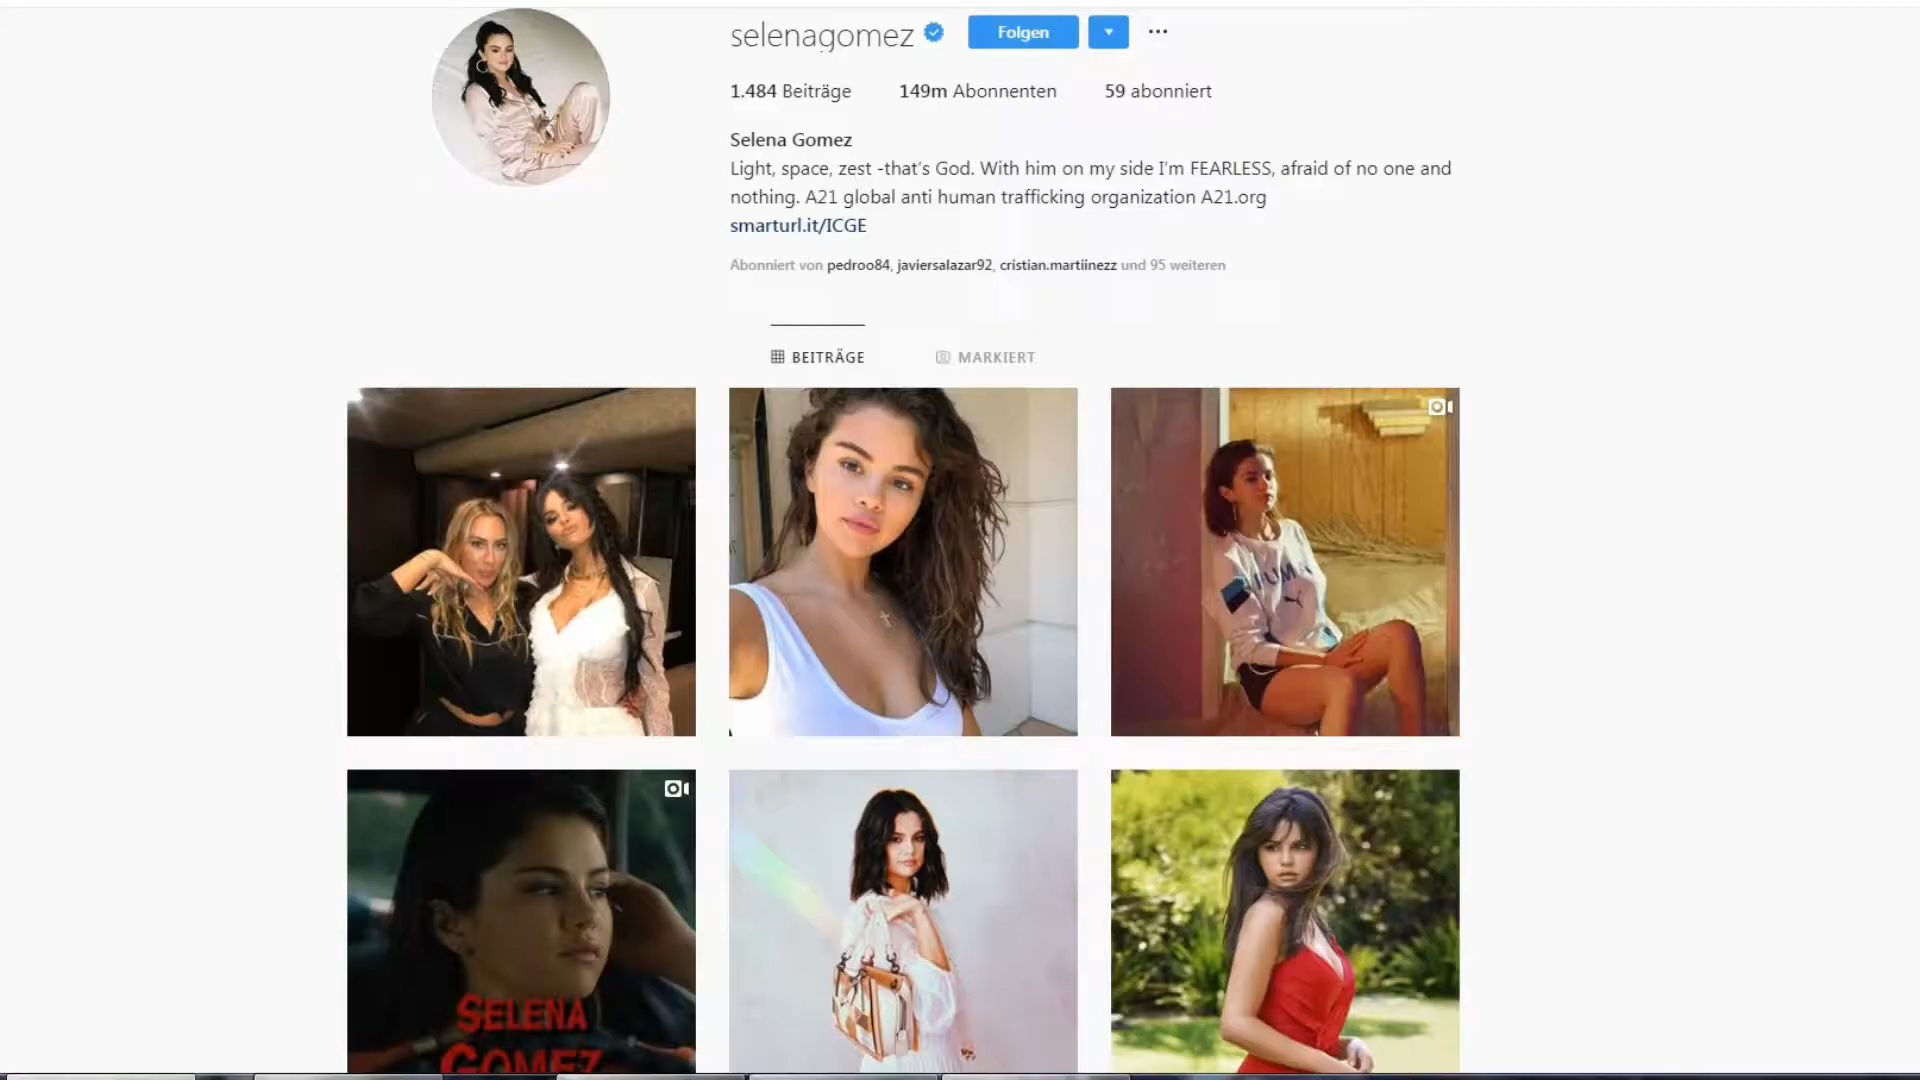 selenagomez
Folgen
1.484 Beiträge
149m Abonnenten
59 abonniert
Selena Gomez
Light, space, zest -that's God. With him on my side I'm FEARLESS, afraid of no one and
nothing. A21 global anti human trafficking organization A21.org
smarturl.it/ICGE
Abonniert von pedroo84, javiersalazar92, cristian.martiinezz und 95 weiteren
BEITRÄGE
MARKIERT
PUMA
SELENA
GOMEZ